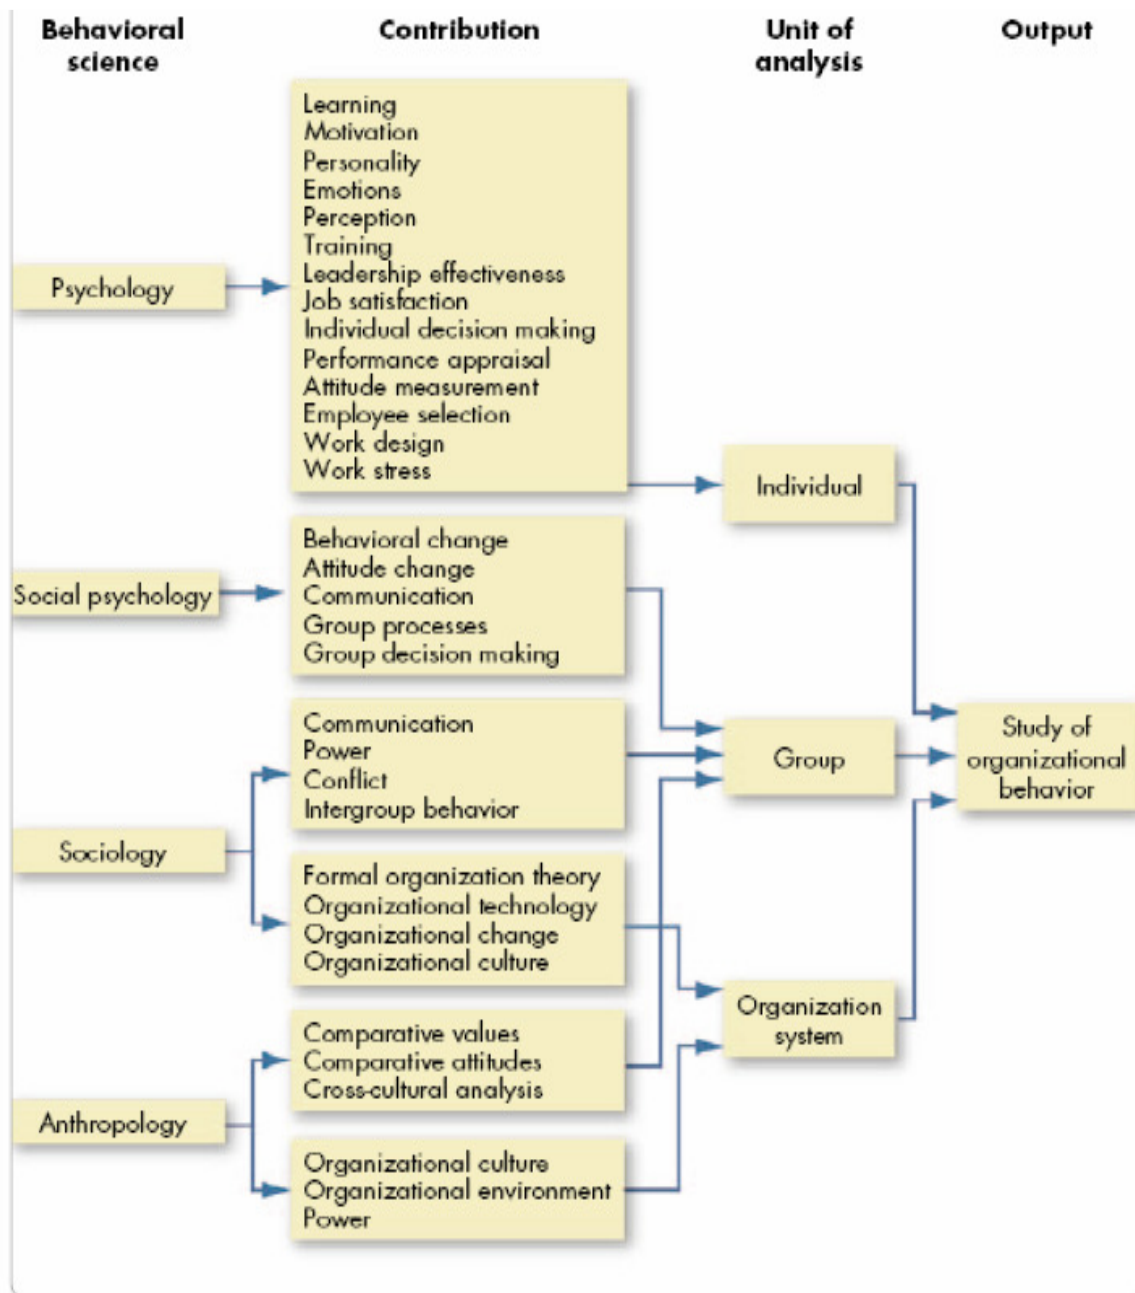 Behavioral
science
Contribution
Unit of
analysis
Output
Psychology
Learning
Motivation
Personality
Emotions
Perception
Training
Leadership effectiveness
Job satisfaction
Individual decision making
Performance appraisal
Attitude measurement
Employee selection
Work design
Work stress
Individual
Social psychology
Behavioral change
Attitude change
Communication
Group processes
Group decision making
Sociology
Communication
Power
Conflict
Intergroup behavior
Group
Study of
organizational
behavior
Formal organization theory
Organizational technology
Organizational change
Organizational culture
Organization
system
Anthropology
Comparative values
Comparative attitudes
Cross-cultural analysis
Organizational culture
Organizational environment
Power